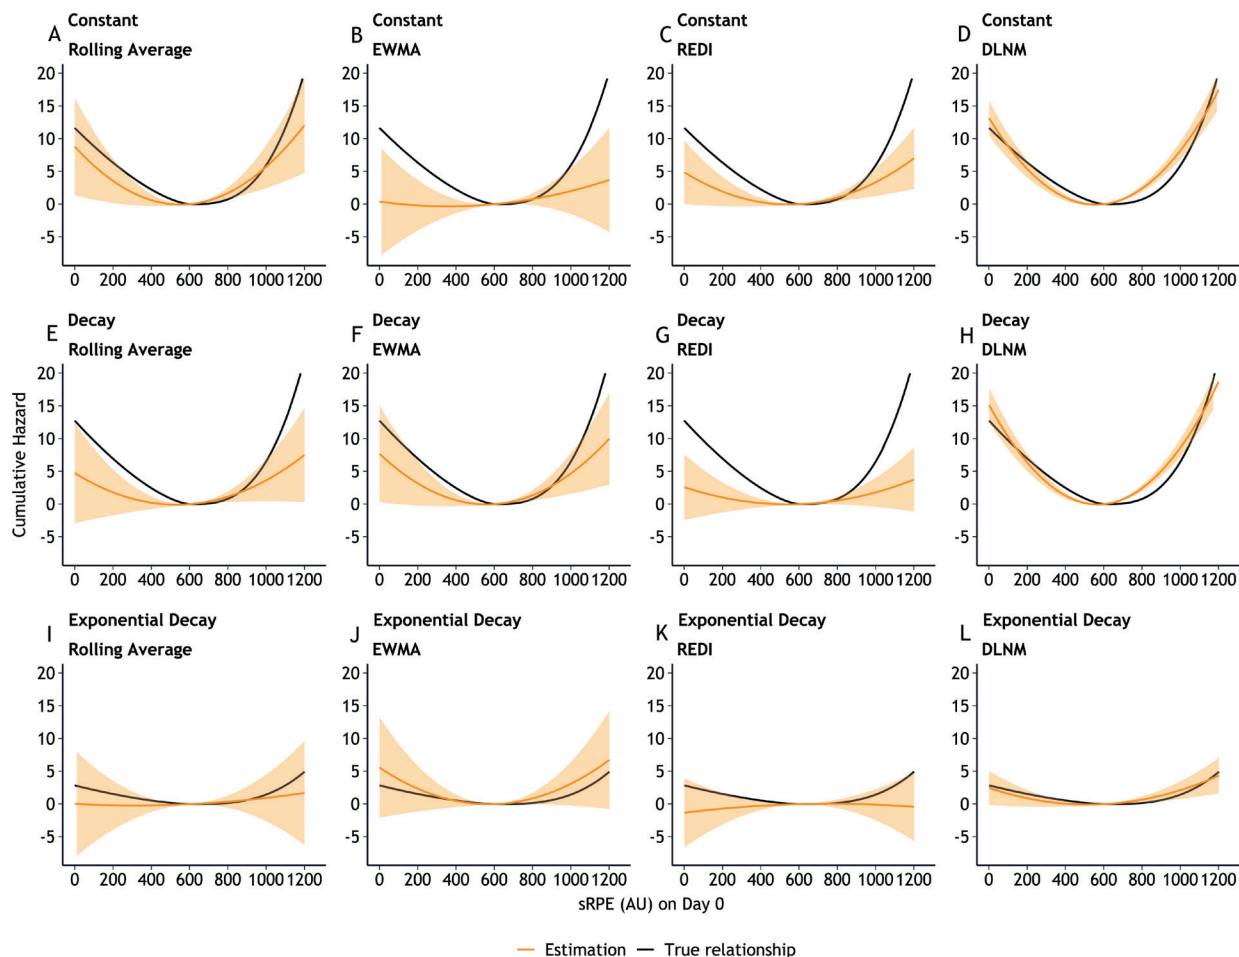 A Constant B Constant C Constant D Constant
Rolling Average EWMA REDI DLNM
20 20 20 20
15 15 15 15
10 10 10 10
5 5 5 5
0 0 0 0
-5 -5 -5 -5
0 200 400 600 800 1000 1200 0 200 400 600 800 1000 1200 0 200 400 600 800 1000 1200 0 200 400 600 800 1000 1200
E Decay F Decay G Decay H Decay
Rolling Average EWMA REDI DLNM
20 20 20 20
15 15 15 15
10 10 10 10
5 5 5 5
0 0 0 0
-5 -5 -5 -5
0 200 400 600 800 1000 1200 0 200 400 600 800 1000 1200 0 200 400 600 800 1000 1200 0 200 400 600 800 1000 1200
Cumulative Hazard
I Exponential Decay J Exponential Decay K Exponential Decay L Exponential Decay
Rolling Average EWMA REDI DLNM
20 20 20 20
15 15 15 15
10 10 10 10
5 5 5 5
0 0 0 0
-5 -5 -5 -5
0 200 400 600 800 1000 1200 0 200 400 600 800 1000 1200 0 200 400 600 800 1000 1200 0 200 400 600 800 1000 1200
sRPE (AU) on Day 0
Estimation True relationship